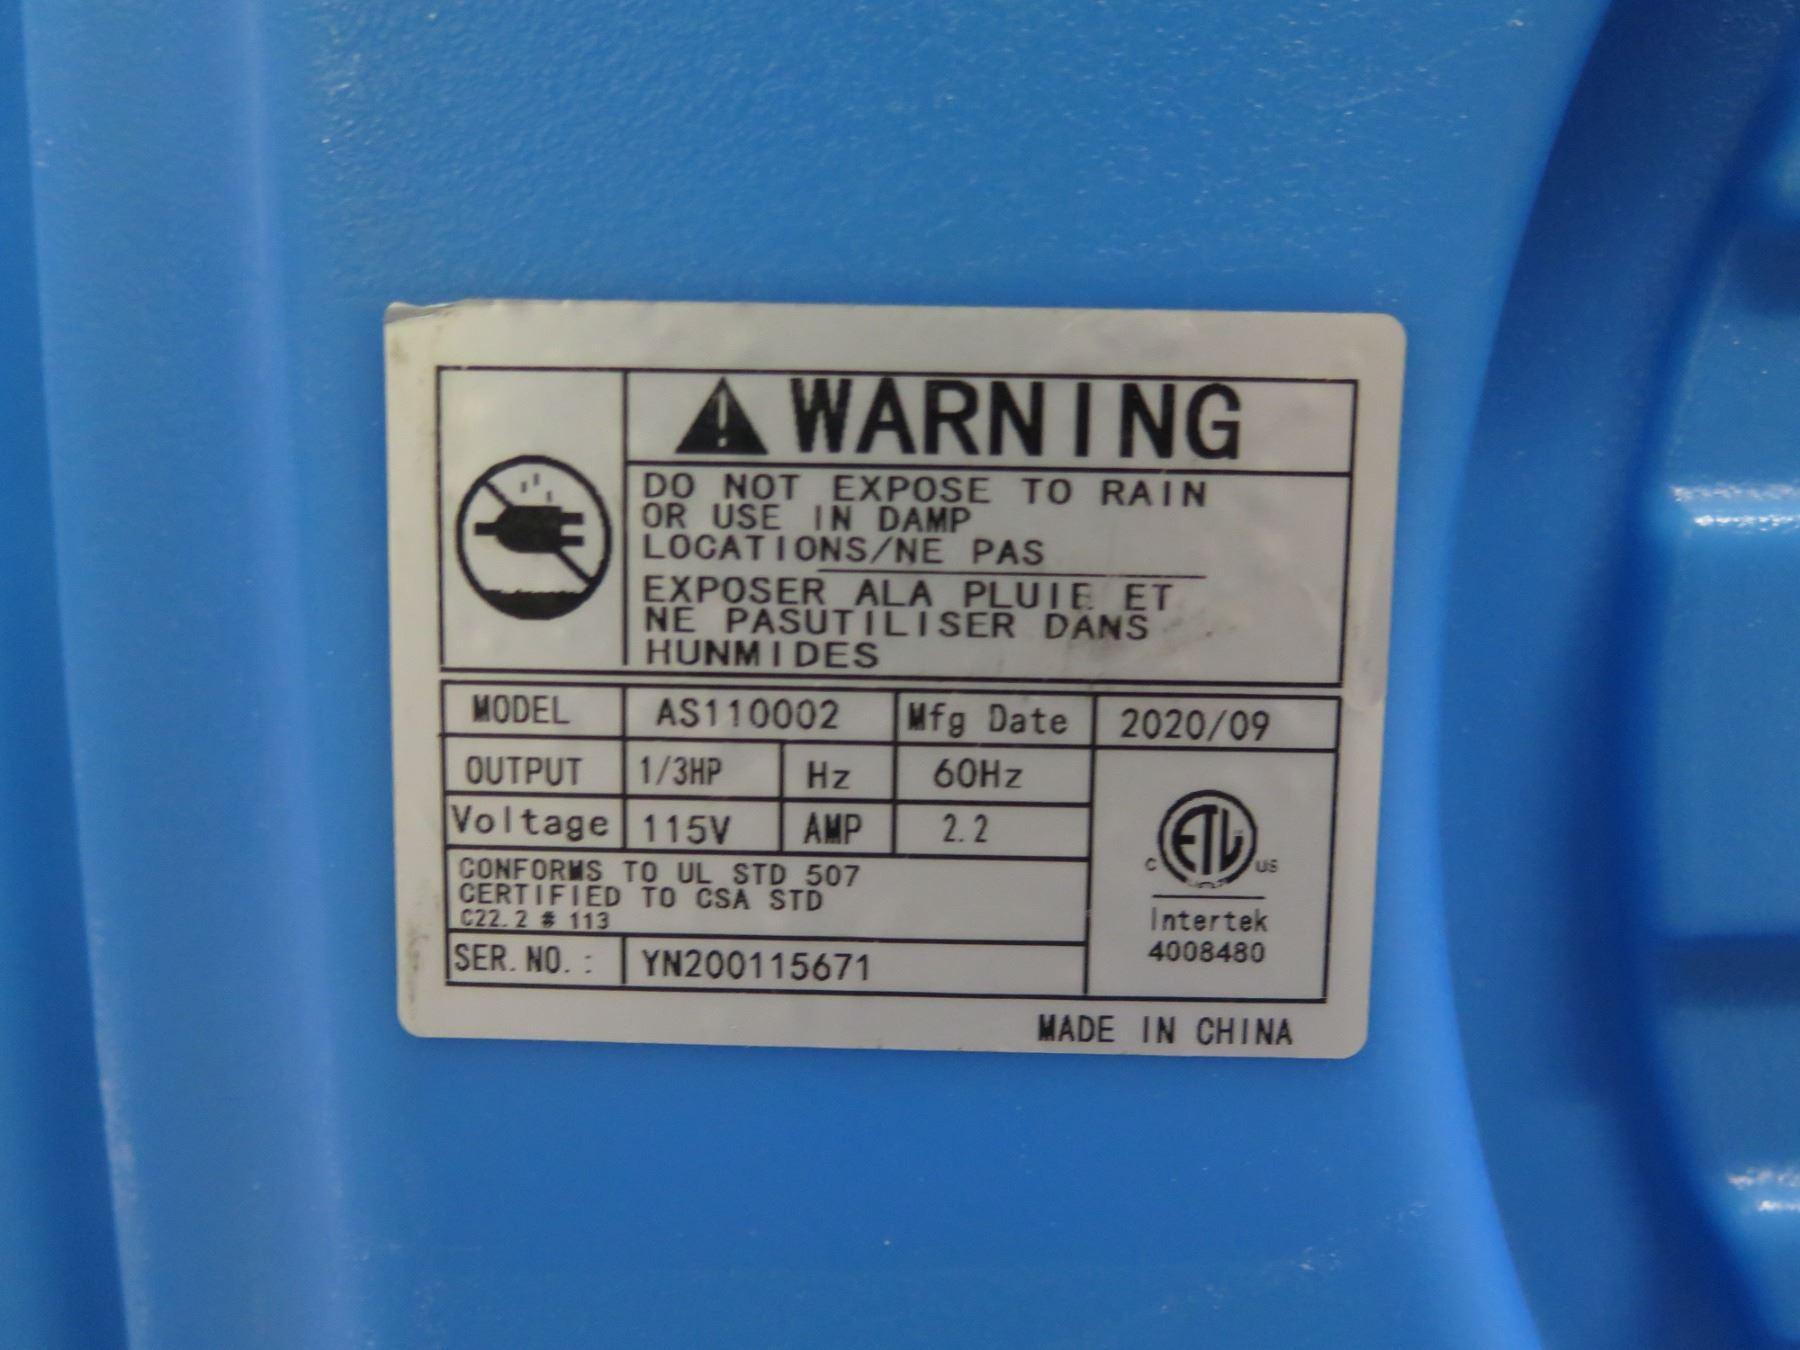 WARNING
DO NOT EXPOSE TO RAIN
OR USE IN DAMP
LOCATIONS/NE PAS
EXPOSER ALA PLUIE ET
NE PASUTILISER DANS
HUNMIDES
MODEL AS110002 Mfg Date 2020/09
OUTPUT 1/3HP Hz 60Hz
Voltage 115V AMP 2.2
CONFORMS TO UL STD 507
CERTIFIED TO CSA STD
C22.2 # 113
SER. NO. : YN200115671
C ETL US
Intertek
4008480
MADE IN CHINA